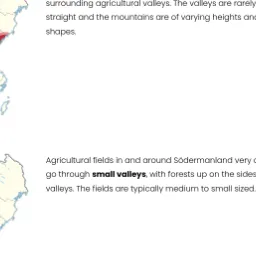 surrounding agricultural valleys. The valleys are rarely
straight and the mountains are of varying heights and
shapes.
Agricultural fields in and around Södermanland very
go through small valleys, with forests up on the sides
valleys. The fields are typically medium to small sized.